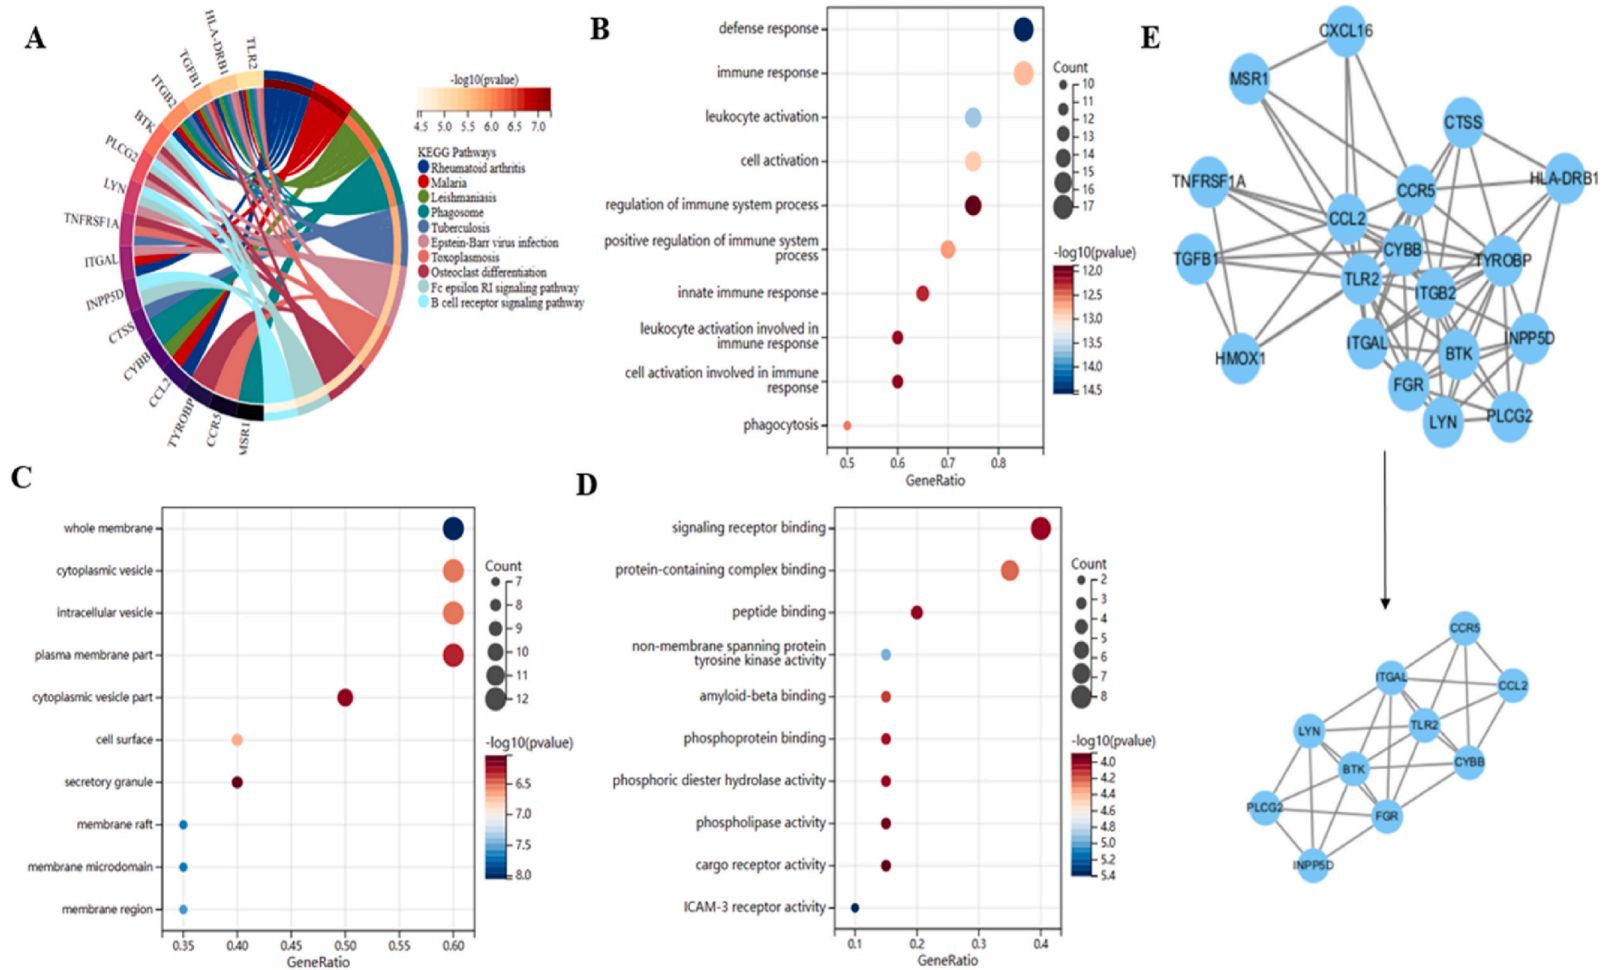 A
HLA-DRB1
TLR2
TGFB1
ITGB2
BTK
PLCG2
LYN
TNFRSF1A
ITGAL
INPP5D
CTSS
CYBB
CCL2
TYROBP
CCR5
MSR1
-log10(pvalue)
4.5 5.0 5.5 6.0 6.5 7.0
KEGG Pathways
Rheumatoid arthritis
Malaria
Leishmaniasis
Phagosome
Tuberculosis
Epstein-Barr virus infection
Toxoplasmosis
Osteoclast differentiation
Fc epsilon RI signaling pathway
B cell receptor signaling pathway
B
defense response
immune response
leukocyte activation
cell activation
regulation of immune system process
positive regulation of immune system
process
innate immune response
leukocyte activation involved in
immune response
cell activation involved in immune
response
phagocytosis
0.5 0.6 0.7 0.8
GeneRatio
Count
10
11
12
13
14
15
16
17
-log10(pvalue)
12.0
12.5
13.0
13.5
14.0
14.5
C
whole membrane
cytoplasmic vesicle
intracellular vesicle
plasma membrane part
cytoplasmic vesicle part
cell surface
secretory granule
membrane raft
membrane microdomain
membrane region
0.35 0.40 0.45 0.50 0.55 0.60
GeneRatio
Count
7
8
9
10
11
12
-log10(pvalue)
6.5
7.0
7.5
8.0
D
signaling receptor binding
protein-containing complex binding
peptide binding
non-membrane spanning protein
tyrosine kinase activity
amyloid-beta binding
phosphoprotein binding
phosphoric diester hydrolase activity
phospholipase activity
cargo receptor activity
ICAM-3 receptor activity
0.1 0.2 0.3 0.4
GeneRatio
Count
2
3
4
5
6
7
8
-log10(pvalue)
4.0
4.2
4.4
4.6
4.8
5.0
5.2
5.4
E
CXCL16
MSR1
CTSS
TNFRSF1A
HLA-DRB1
CCR5
CCL2
CYBB
TGFB1
TYROBP
TLR2
ITGB2
ITGAL
INPP5D
BTK
HMOX1
FGR
LYN
PLCG2
CCR5
ITGAL
CCL2
TLR2
LYN
CYBB
BTK
PLCG2
FGR
INPP5D